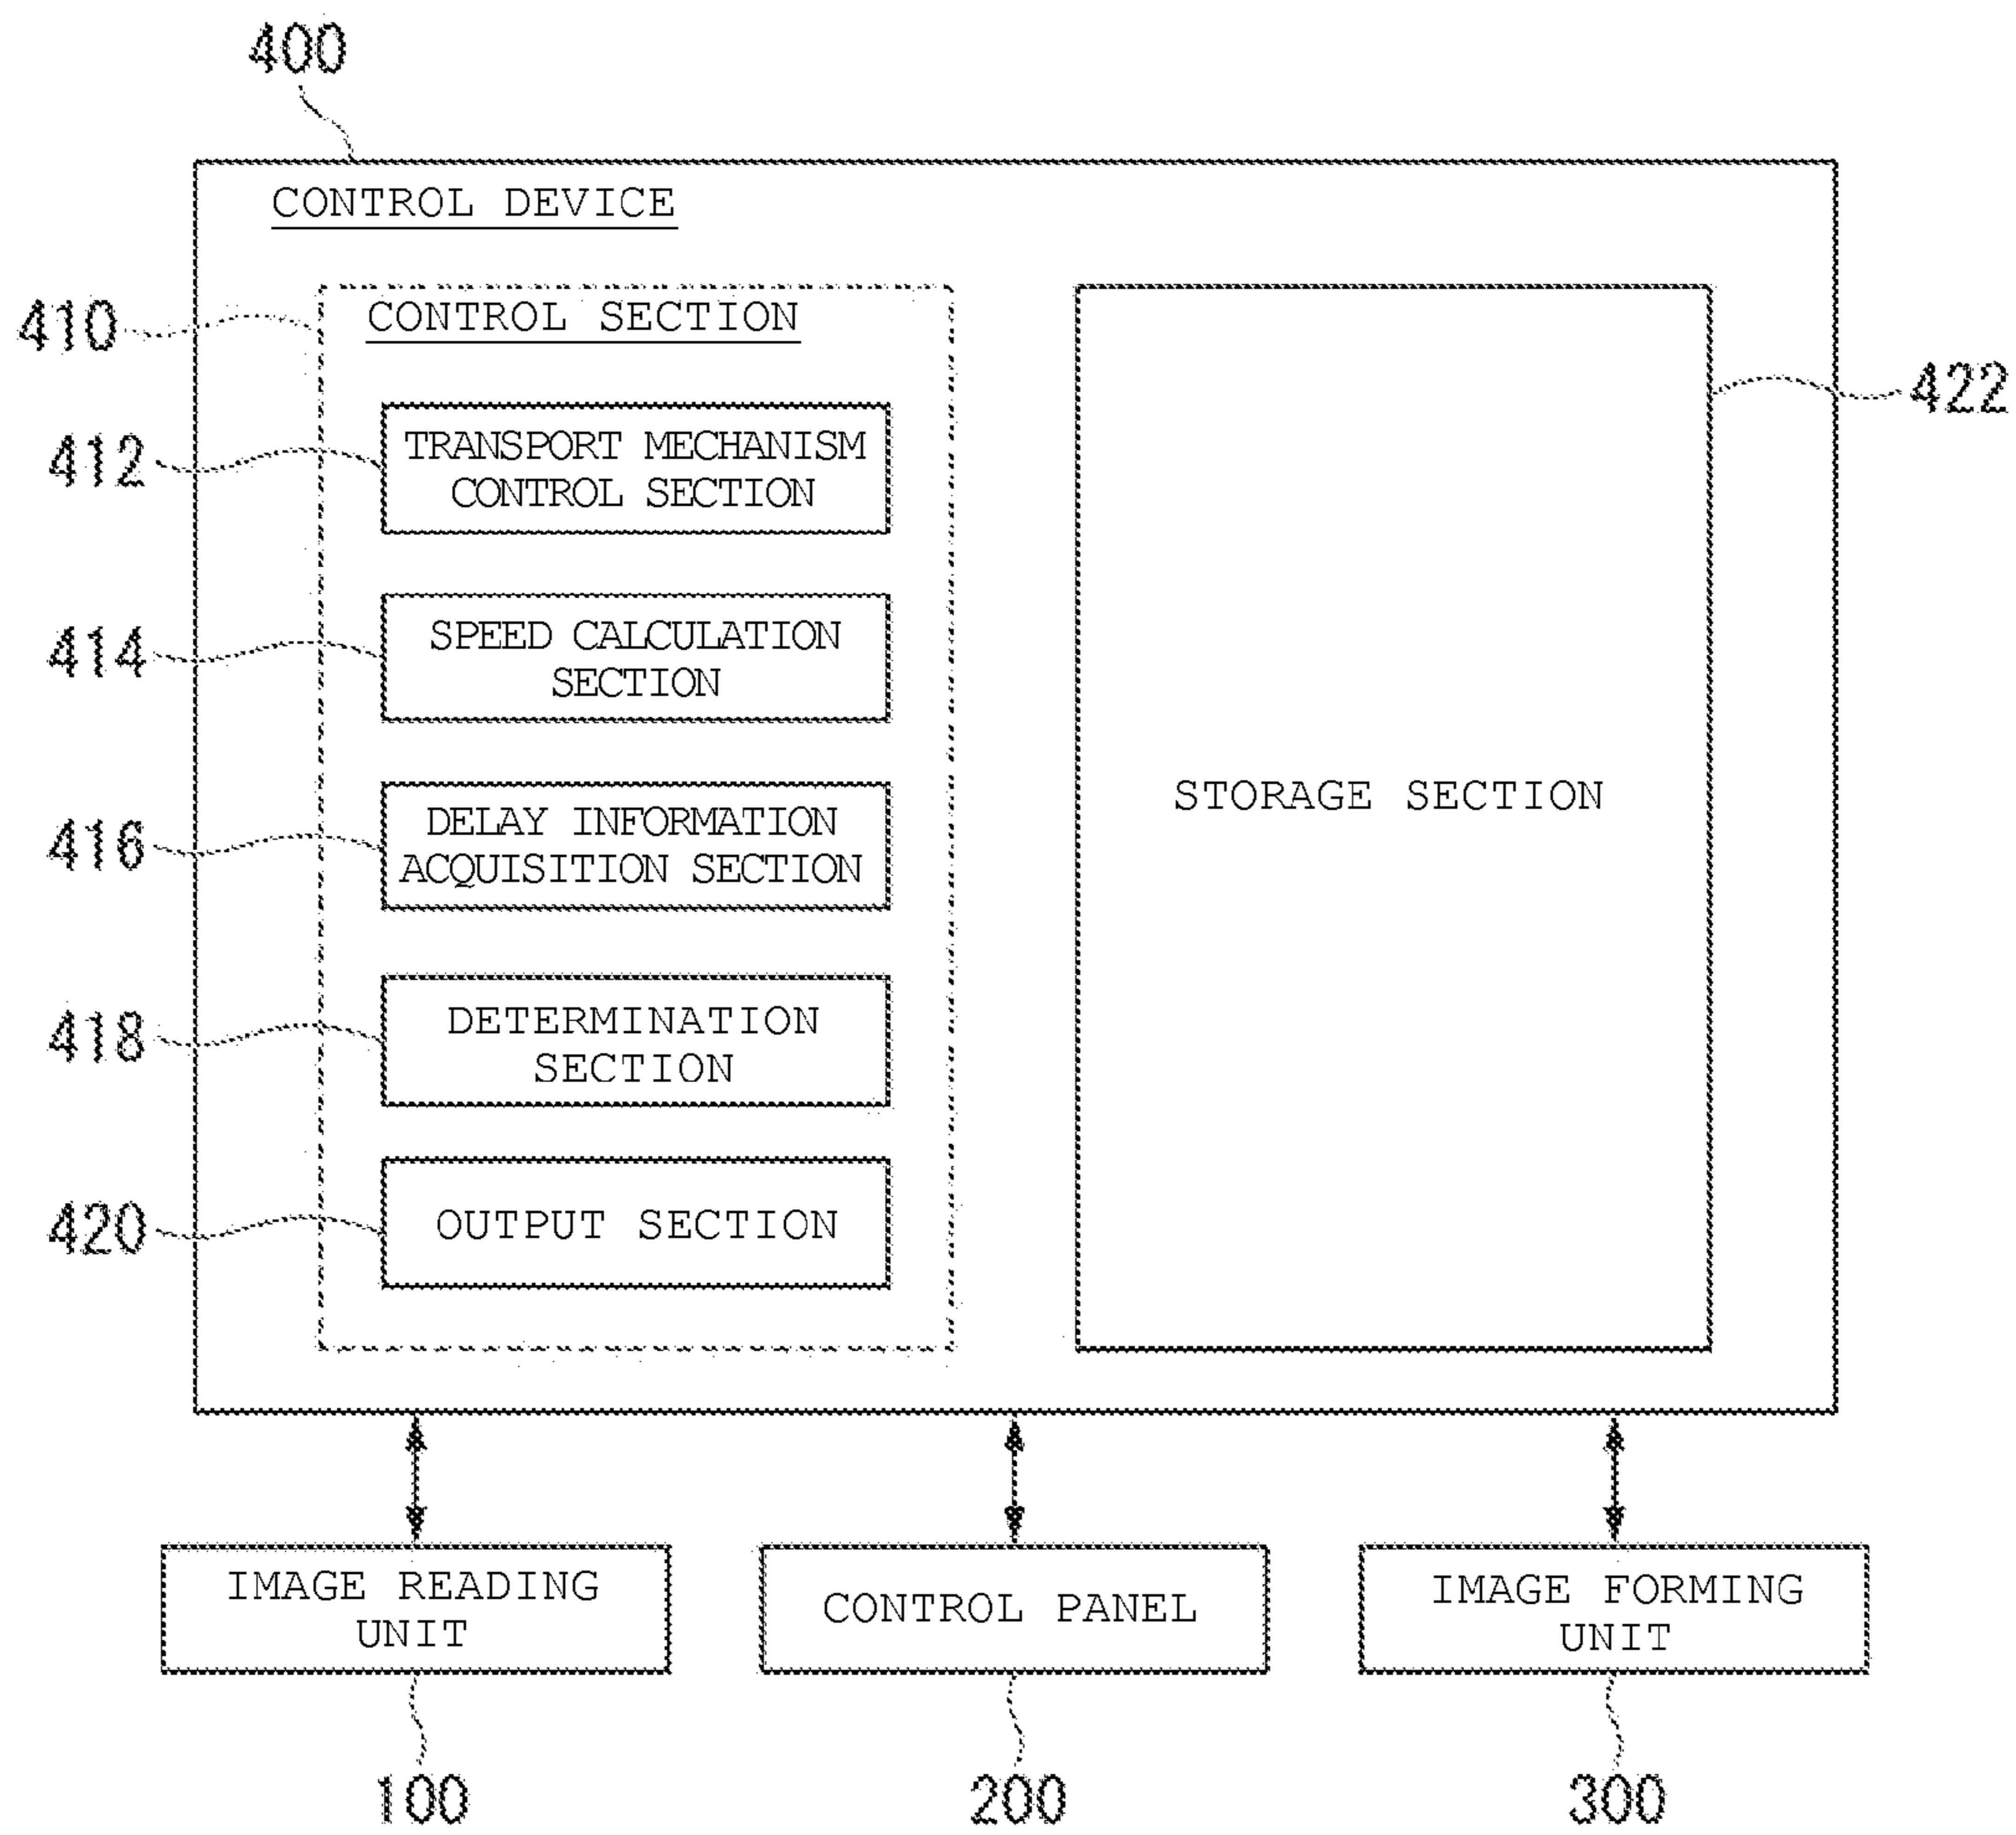 400
CONTROL DEVICE
410
CONTROL SECTION
422
412
TRANSPORT MECHANISM
CONTROL SECTION
414
SPEED CALCULATION
SECTION
STORAGE SECTION
416
DELAY INFORMATION
ACQUISITION SECTION
418
DETERMINATION
SECTION
420
OUTPUT SECTION
IMAGE READING
UNIT
CONTROL PANEL
IMAGE FORMING
UNIT
100
200
300